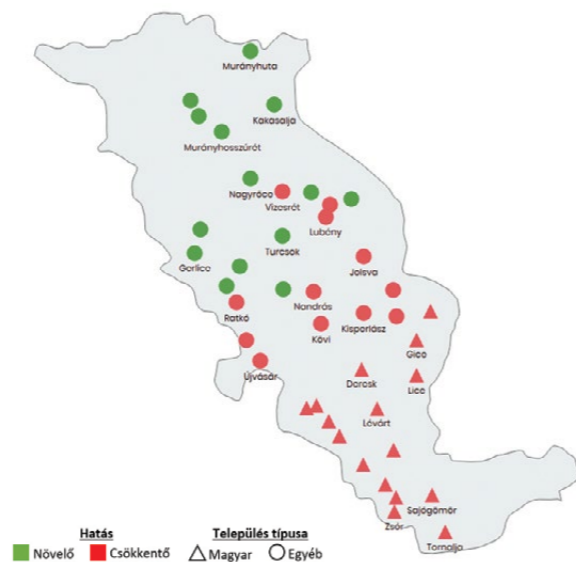 Murányhuta
Kakasalja
Murányhosszúrét
Nagyrőce
Vizesrét
Lubény
Turcsok
Gerlice
Jolsva
Nandrás
Ratkó
Kövi
Kisperlász
Gice
Újvásár
Deresk
Lice
Lévárt
Sajógömör
Zsór
Tornalja
Hatás
Település típusa
Növelő
Csökkentő
Magyar
Egyéb